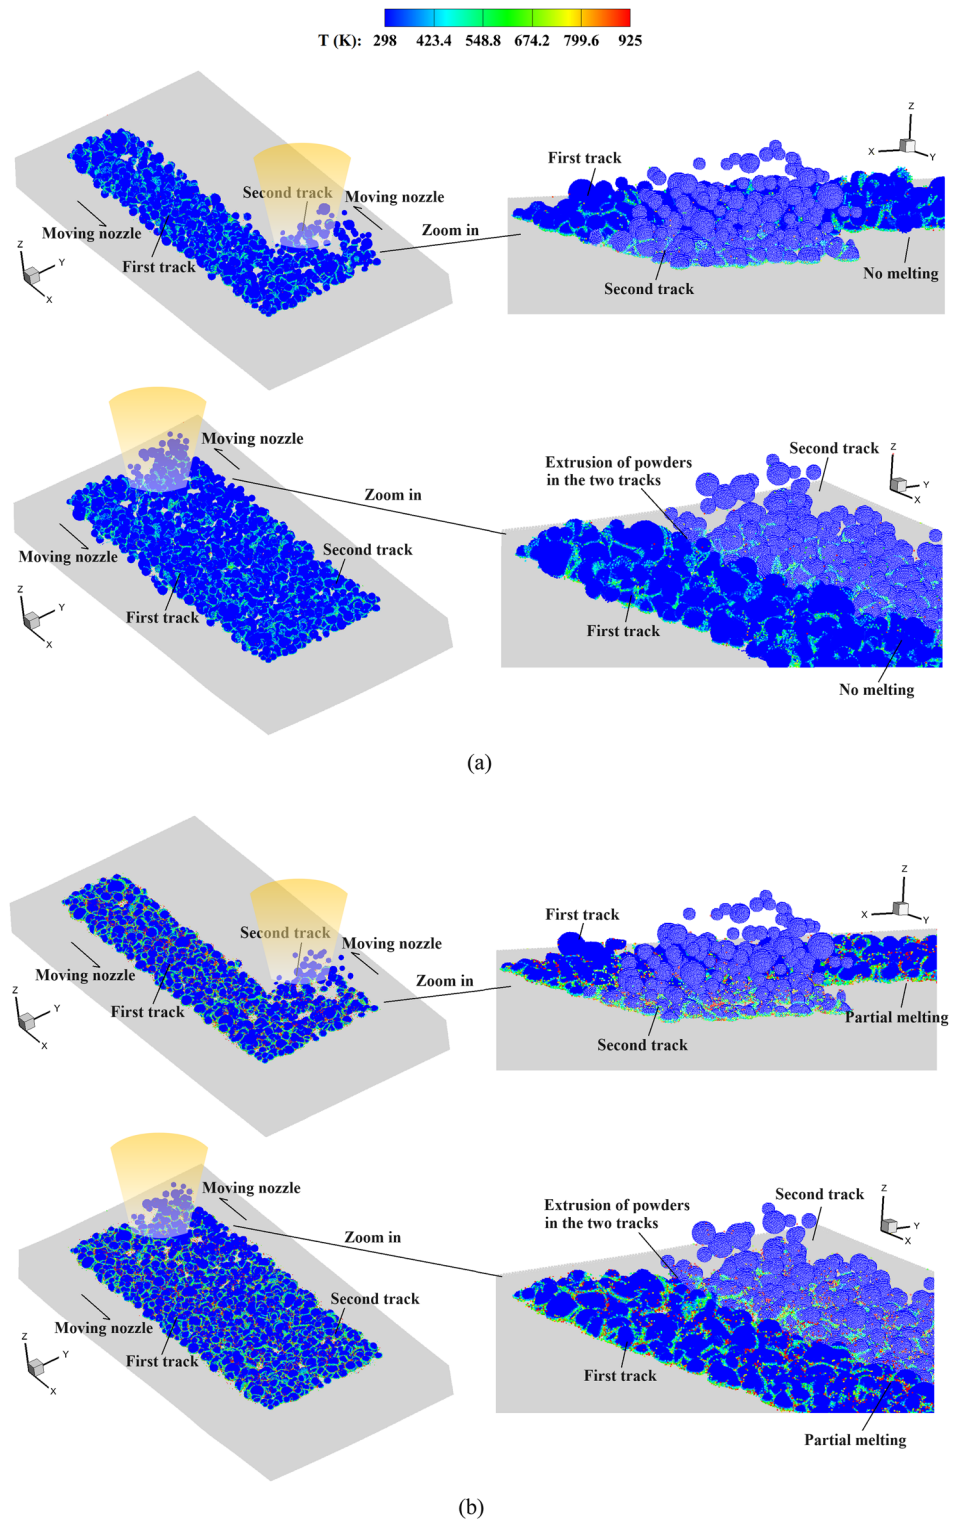 T (K): 298 423.4 548.8 674.2 799.6 925
Second track
Moving nozzle
Moving nozzle
First track
Zoom in
Z
Y
X
First track
Second track
No melting
Z
X
Y
Moving nozzle
Zoom in
Moving nozzle
Second track
First track
Z
Y
X
Second track
Extrusion of powders
in the two tracks
First track
No melting
Z
Y
X
(a)
Second track
Moving nozzle
Moving nozzle
First track
Zoom in
Z
Y
X
First track
Second track
Partial melting
Z
X
Y
Moving nozzle
Zoom in
Moving nozzle
Second track
First track
Z
Y
X
Second track
Extrusion of powders
in the two tracks
First track
Partial melting
Z
Y
X
(b)